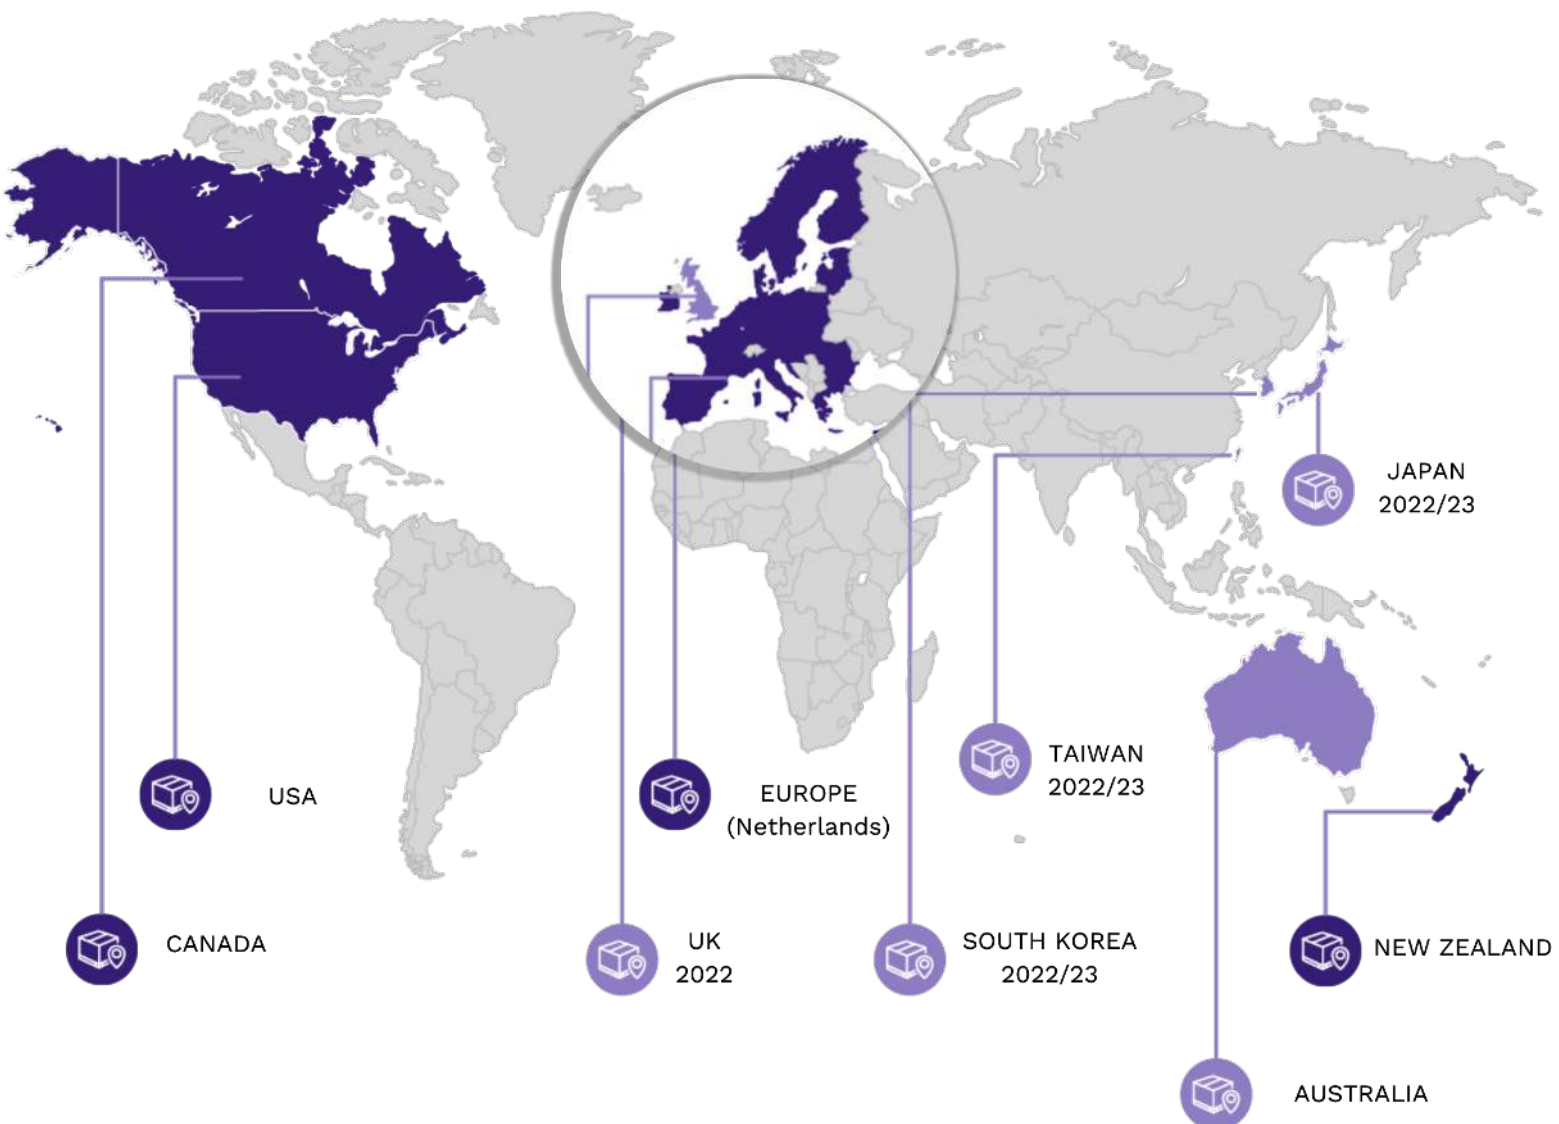 JAPAN
2022/23
TAIWAN
2022/23
USA
EUROPE
(Netherlands)
CANADA
UK
2022
SOUTH KOREA
2022/23
NEW ZEALAND
AUSTRALIA